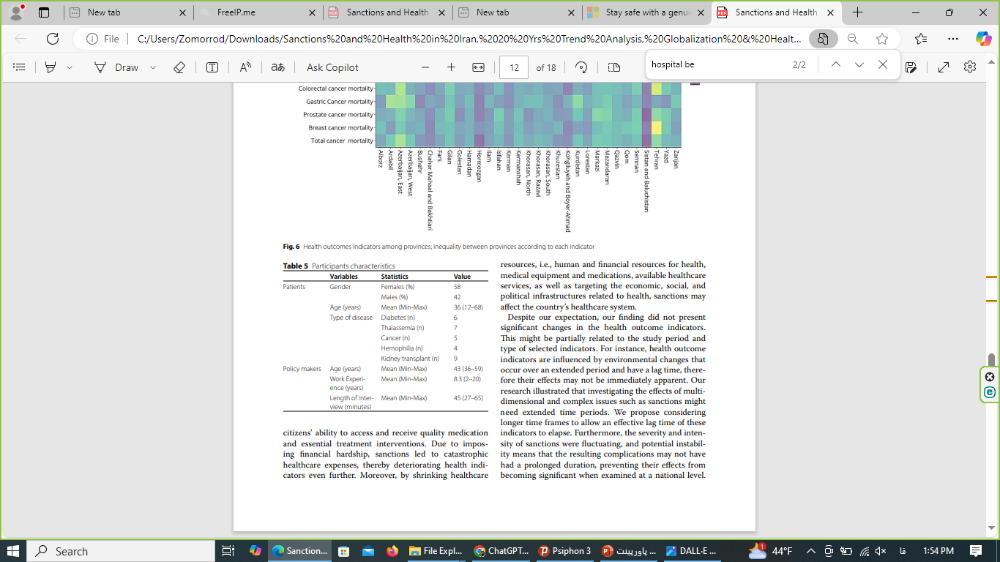 New tab
FreeIP.me
Sanctions and Health
New tab
Stay safe with a genui
Sanctions and Health
File
C:/Users/Zomorrod/Downloads/Sanctions%20and%20Health%20in%20Iran,%2020%20Yrs%20Trend%20Analysis,%20Globalization%20&%20Healt...
Draw
aあ
Ask Copilot
12
of 18
hospital be
2/2
Colorectal cancer mortality
Gastric Cancer mortality
Prostate cancer mortality
Breast cancer mortality
Total cancer mortality
Alborz
Ardabil
Azerbaijan, East
Azerbaijan, West
Bushehr
Chahar Mahaal and Bakhtiari
Fars
Gilan
Golestan
Hamadan
Hormozgan
Ilam
Isfahan
Kerman
Kermanshah
Khorasan, North
Khorasan, Razavi
Khorasan, South
Khuzestan
Kohgiluyeh and Boyer-Ahmad
Kurdistan
Lorestan
Markazi
Mazandaran
Qazvin
Qom
Semnan
Sistan and Baluchistan
Tehran
Yazd
Zanjan
Fig. 6 Health outcomes indicators among provinces; inequality between provinces according to each indicator
Table 5 Participants characteristics
Variables Statistics Value
Patients Gender Females (%) 58
Males (%) 42
Age (years) Mean (Min-Max) 36 (12–68)
Type of disease Diabetes (n) 6
Thalassemia (n) 7
Cancer (n) 5
Hemophilia (n) 4
Kidney transplant (n) 9
Policy makers Age (years) Mean (Min-Max) 43 (36–59)
Work Experi- Mean (Min-Max) 8.3 (2–20)
ence (years)
Length of Inter- Mean (Min-Max) 45 (27–65)
view (minutes)
citizens' ability to access and receive quality medication
and essential treatment interventions. Due to impos-
ing financial hardship, sanctions led to catastrophic
healthcare expenses, thereby deteriorating health indi-
cators even further. Moreover, by shrinking healthcare
resources, i.e., human and financial resources for health,
medical equipment and medications, available healthcare
services, as well as targeting the economic, social, and
political infrastructures related to health, sanctions may
affect the country's healthcare system.
Despite our expectation, our finding did not present
significant changes in the health outcome indicators.
This might be partially related to the study period and
type of selected indicators. For instance, health outcome
indicators are influenced by environmental changes that
occur over an extended period and have a lag time, there-
fore their effects may not be immediately apparent. Our
research illustrated that investigating the effects of multi-
dimensional and complex issues such as sanctions might
need extended time periods. We propose considering
longer time frames to allow an effective lag time of these
indicators to elapse. Furthermore, the severity and inten-
sity of sanctions were fluctuating, and potential instabil-
ity means that the resulting complications may not have
had a prolonged duration, preventing their effects from
becoming significant when examined at a national level.
Search
Sanction...
File Expl...
ChatGPT...
Psiphon 3
پاورپوینت ...
DALL·E ...
1
44°F
فا
1:54 PM